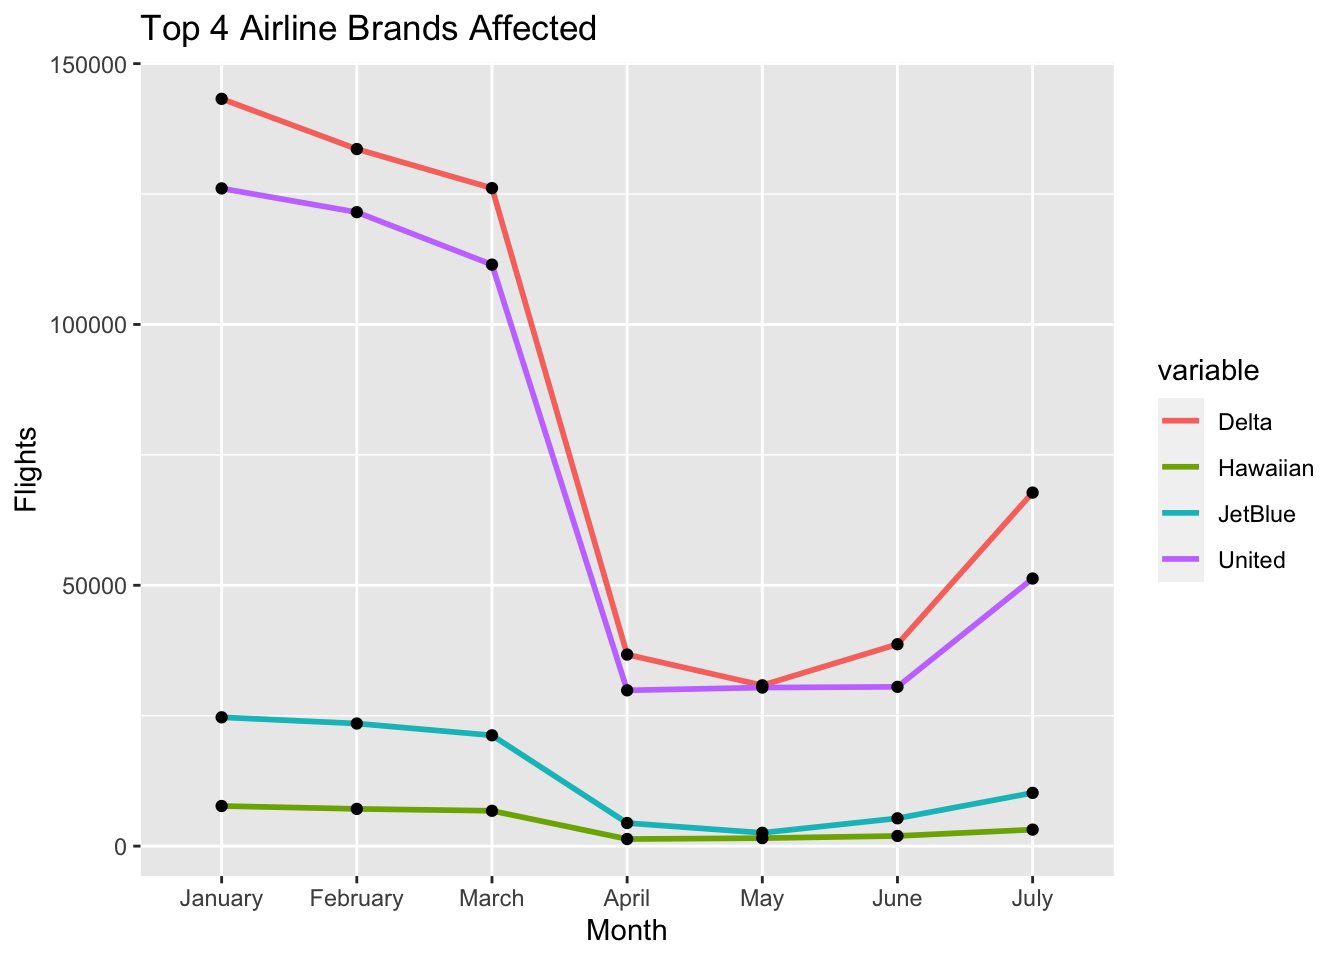 Top 4 Airline Brands Affected
150000
100000
50000
0
Flights
January February March April May June July
Month
variable
Delta
Hawaiian
JetBlue
United